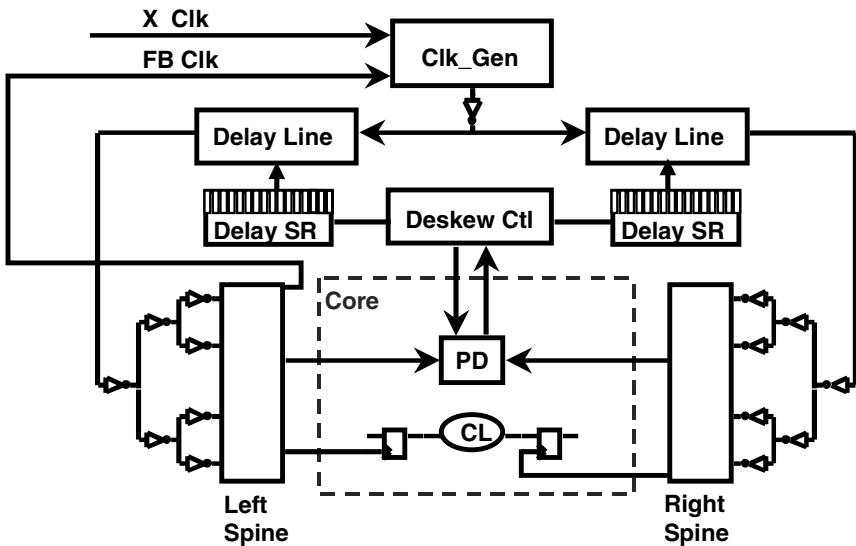 X Clk
FB Clk
Clk_Gen
Delay Line
Delay Line
Delay SR
Deskew Ctl
Delay SR
Core
PD
CL
Left
Spine
Right
Spine